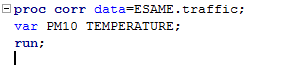 proc corr data=ESAME.traffic;
var PM10 TEMPERATURE;
run;